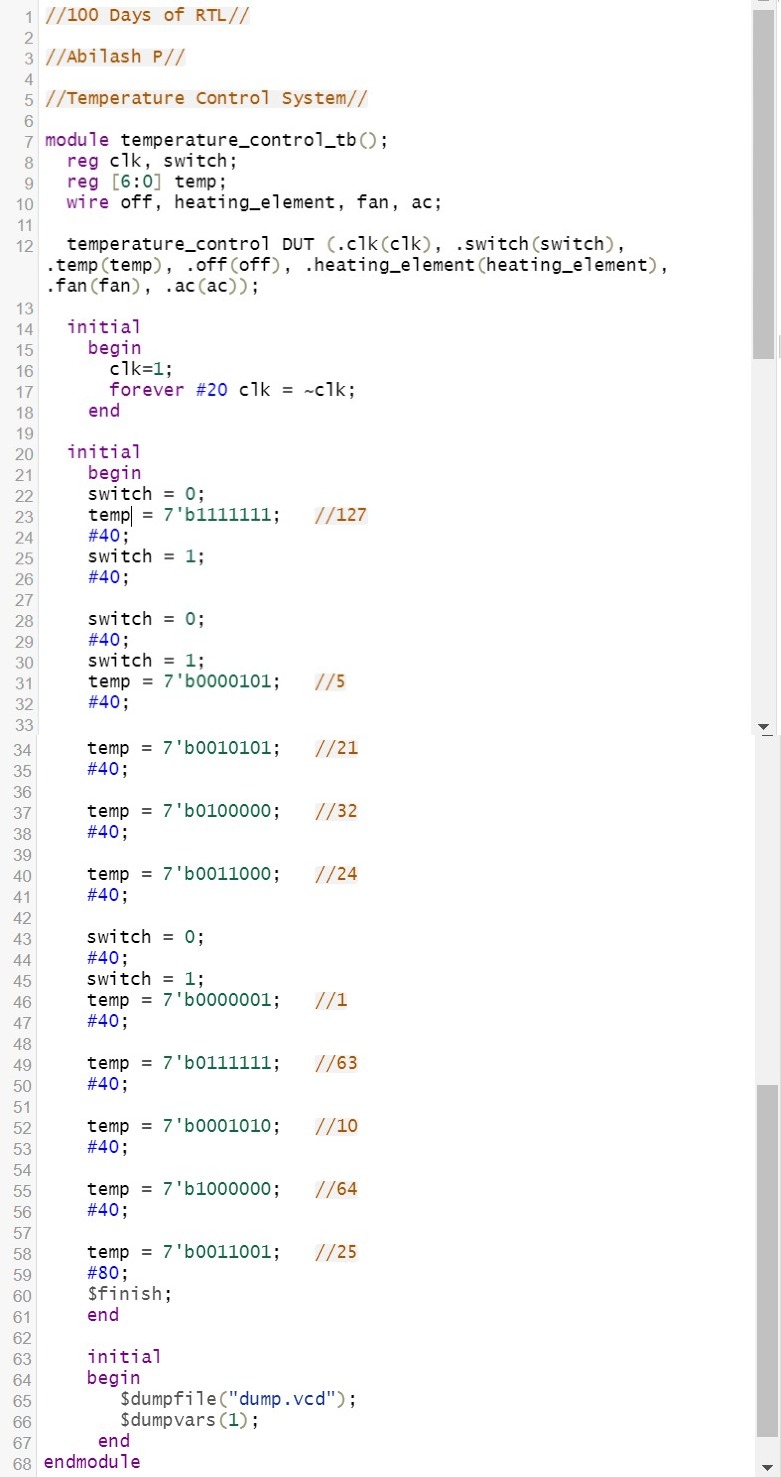 1 //100 Days of RTL//
2
3 //Abilash P//
4
5 //Temperature Control System//
6
7 module temperature_control_tb();
8   reg clk, switch;
9   reg [6:0] temp;
10   wire off, heating_element, fan, ac;
11
12   temperature_control DUT (.clk(clk), .switch(switch),
.temp(temp), .off(off), .heating_element(heating_element),
.fan(fan), .ac(ac));
13
14   initial
15     begin
16       clk=1;
17       forever #20 clk = ~clk;
18     end
19
20   initial
21     begin
22     switch = 0;
23     temp = 7'b1111111;   //127
24     #40;
25     switch = 1;
26     #40;
27
28     switch = 0;
29     #40;
30     switch = 1;
31     temp = 7'b0000101;   //5
32     #40;
33
34     temp = 7'b0010101;   //21
35     #40;
36
37     temp = 7'b0100000;   //32
38     #40;
39
40     temp = 7'b0011000;   //24
41     #40;
42
43     switch = 0;
44     #40;
45     switch = 1;
46     temp = 7'b0000001;   //1
47     #40;
48
49     temp = 7'b0111111;   //63
50     #40;
51
52     temp = 7'b0001010;   //10
53     #40;
54
55     temp = 7'b1000000;   //64
56     #40;
57
58     temp = 7'b0011001;   //25
59     #80;
60     $finish;
61     end
62
63     initial
64     begin
65        $dumpfile("dump.vcd");
66        $dumpvars(1);
67      end
68 endmodule